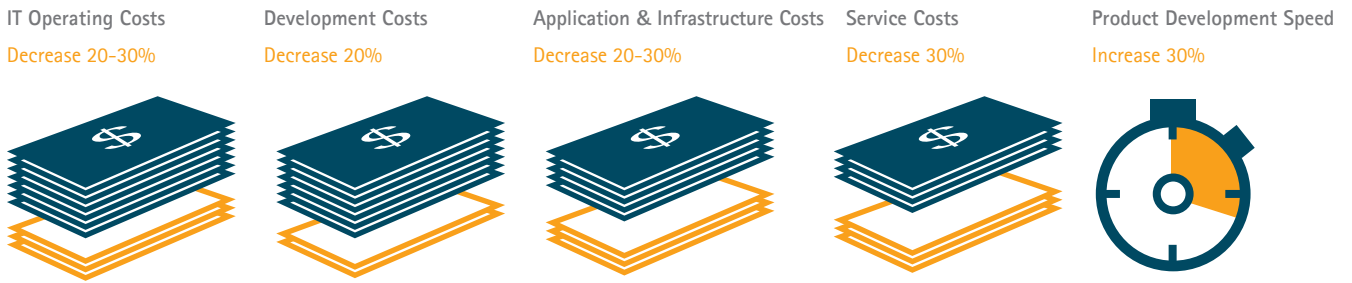 IT Operating Costs
Decrease 20-30%
Development Costs
Decrease 20%
Application & Infrastructure Costs
Decrease 20-30%
Service Costs
Decrease 30%
Product Development Speed
Increase 30%
$
$
$
$